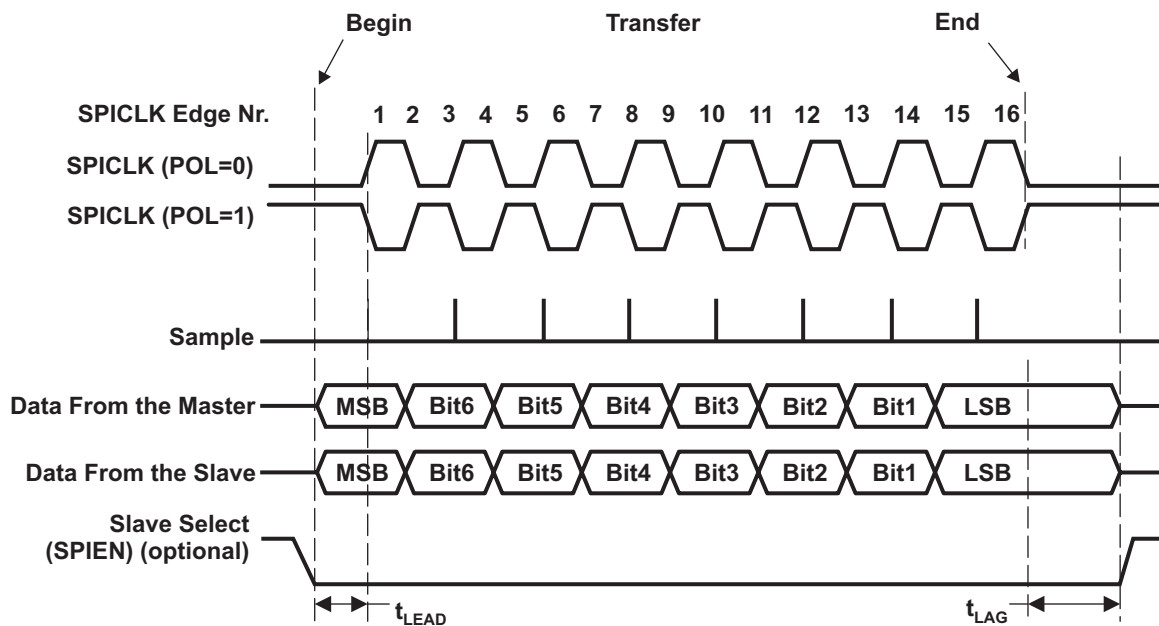 Begin Transfer End
SPICLK Edge Nr. 1 2 3 4 5 6 7 8 9 10 11 12 13 14 15 16
SPICLK (POL=0)
SPICLK (POL=1)
Sample
Data From the Master MSB Bit6 Bit5 Bit4 Bit3 Bit2 Bit1 LSB
Data From the Slave MSB Bit6 Bit5 Bit4 Bit3 Bit2 Bit1 LSB
Slave Select
(SPIEN) (optional)
tLEAD tLAG